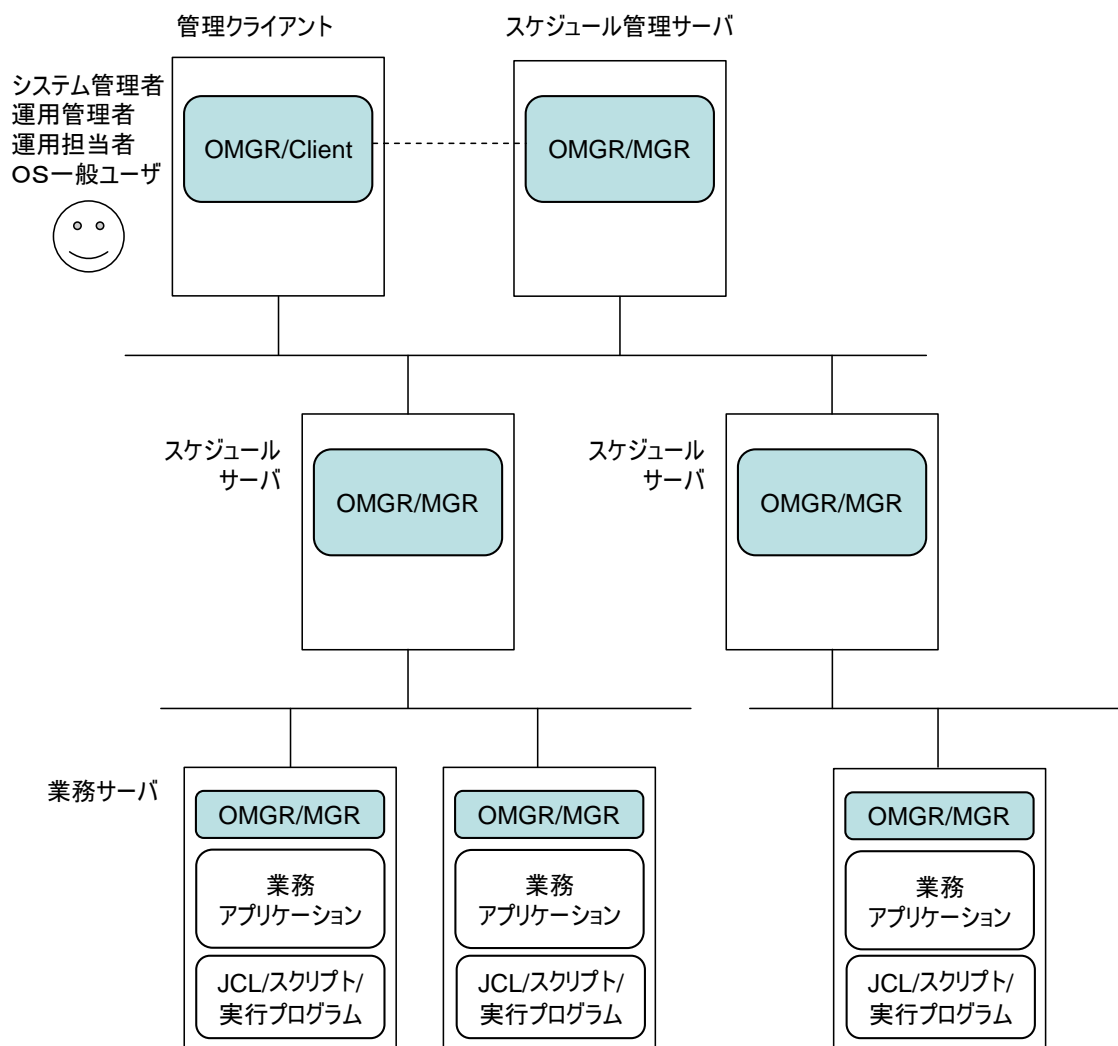 管理クライアント
スケジュール管理サーバ
システム管理者
運用管理者
運用担当者
OS一般ユーザ
OMGR/Client
OMGR/MGR
スケジュール
サーバ
OMGR/MGR
スケジュール
サーバ
OMGR/MGR
業務サーバ
OMGR/MGR
業務
アプリケーション
JCL/スクリプト/
実行プログラム
OMGR/MGR
業務
アプリケーション
JCL/スクリプト/
実行プログラム
OMGR/MGR
業務
アプリケーション
JCL/スクリプト/
実行プログラム